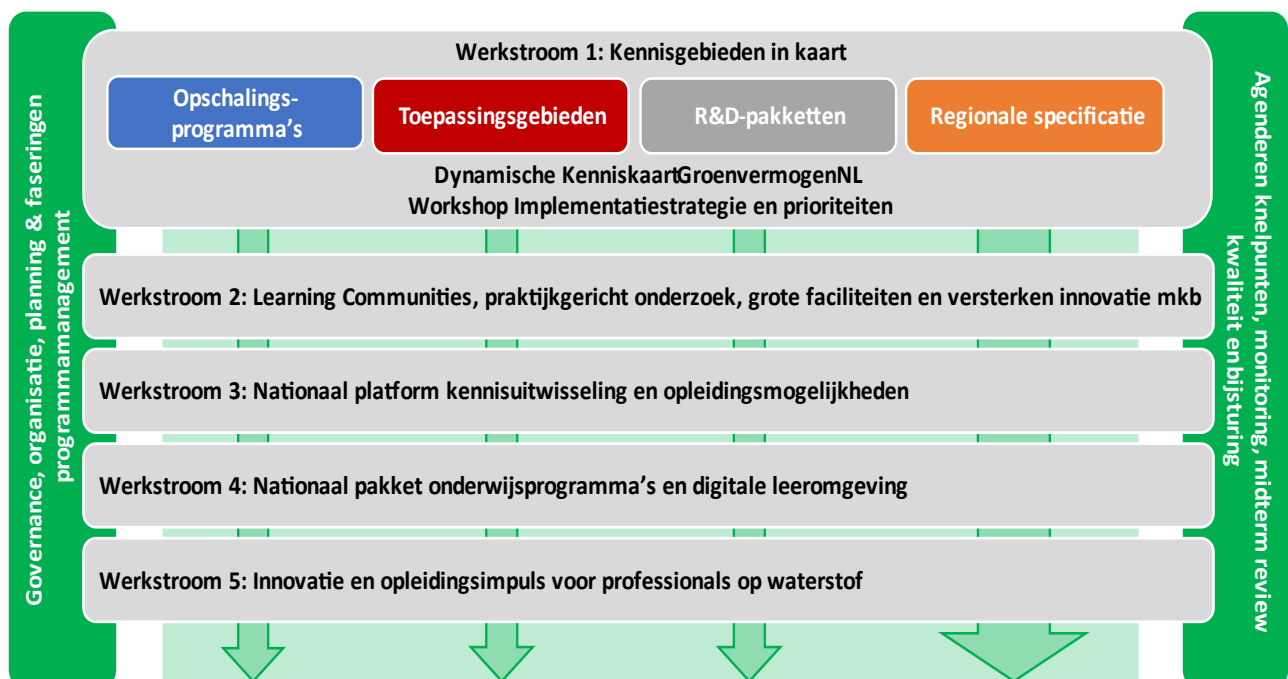 Governance, organisatie, planning & faseringen
programmamanagement
Werkstroom 1: Kennisgebieden in kaart
Opschalings-
programma's
Toepassingsgebieden
R&D-pakketten
Regionale specificatie
Dynamische KenniskaartGroenvermogenNL
Workshop Implementatiestrategie en prioriteiten
Werkstroom 2: Learning Communities, praktijkgericht onderzoek, grote faciliteiten en versterken innovatie mkb
Werkstroom 3: Nationaal platform kennisuitwisseling en opleidingsmogelijkheden
Werkstroom 4: Nationaal pakket onderwijsprogramma's en digitale leeromgeving
Werkstroom 5: Innovatie en opleidingsimpuls voor professionals op waterstof
Agenderen knelpunten, monitoring, midterm review
kwaliteit en bijsturing